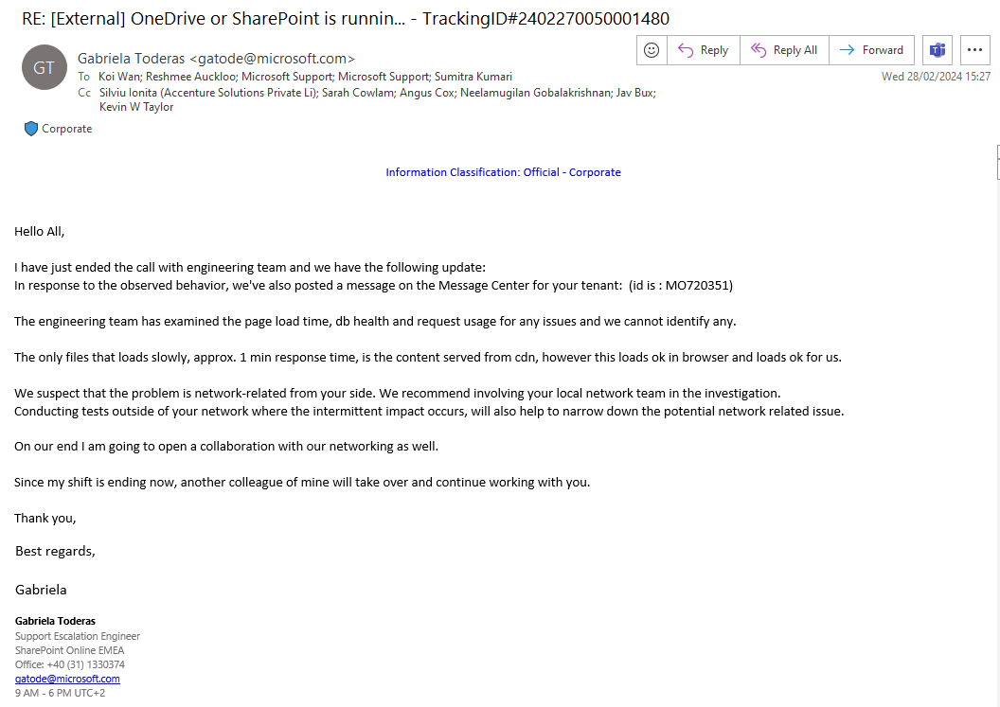 RE: [External] OneDrive or SharePoint is runnin... - TrackingID#2402270050001480
GT
Gabriela Toderas <gatode@microsoft.com>
Reply
Reply All
Forward
To Koi Wan; Reshmee Auckloo; Microsoft Support; Microsoft Support; Sumitra Kumari
Wed 28/02/2024 15:27
Cc Silviu Ionita (Accenture Solutions Private Li); Sarah Cowlam; Angus Cox; Neelamugilan Gobalakrishnan; Jav Bux;
Kevin W Taylor
Corporate
Information Classification: Official - Corporate
Hello All,
I have just ended the call with engineering team and we have the following update:
In response to the observed behavior, we've also posted a message on the Message Center for your tenant: (id is : MO720351)
The engineering team has examined the page load time, db health and request usage for any issues and we cannot identify any.
The only files that loads slowly, approx. 1 min response time, is the content served from cdn, however this loads ok in browser and loads ok for us.
We suspect that the problem is network-related from your side. We recommend involving your local network team in the investigation.
Conducting tests outside of your network where the intermittent impact occurs, will also help to narrow down the potential network related issue.
On our end I am going to open a collaboration with our networking as well.
Since my shift is ending now, another colleague of mine will take over and continue working with you.
Thank you,
Best regards,
Gabriela
Gabriela Toderas
Support Escalation Engineer
SharePoint Online EMEA
Office: +40 (31) 1330374
gatode@microsoft.com
9 AM - 6 PM UTC+2